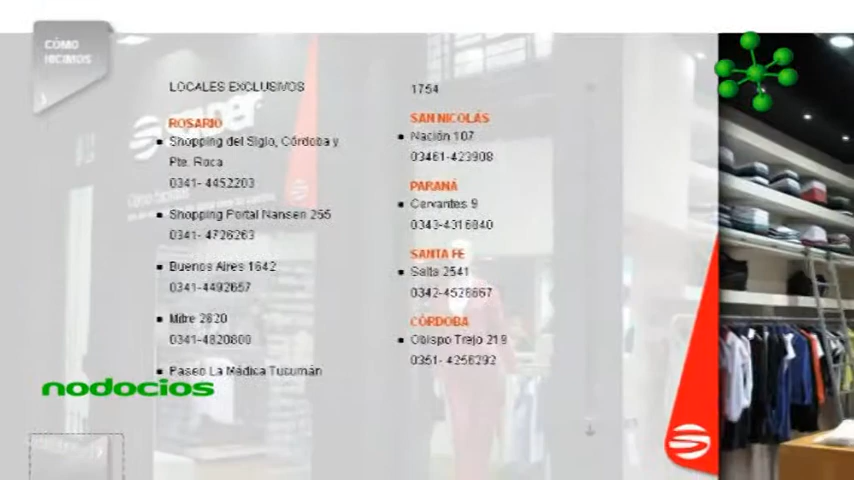 CÓMO
HICIMOS
LOCALES EXCLUSIVOS
ROSARIO
Shopping del Siglo, Córdoba y
Pte. Roca
0341- 4452203
Shopping Portal Nansen 255
0341- 4726263
Buenos Aires 1642
0341-4492657
Mitre 2820
0341-4820800
Paseo La Médica Tucumán
1754
SAN NICOLÁS
Nación 107
03461-423908
PARANÁ
Cervantes 9
0343-4316840
SANTA FE
Salta 2541
0342-4528667
CÓRDOBA
Obispo Trejo 219
0351- 4256292
nodocios